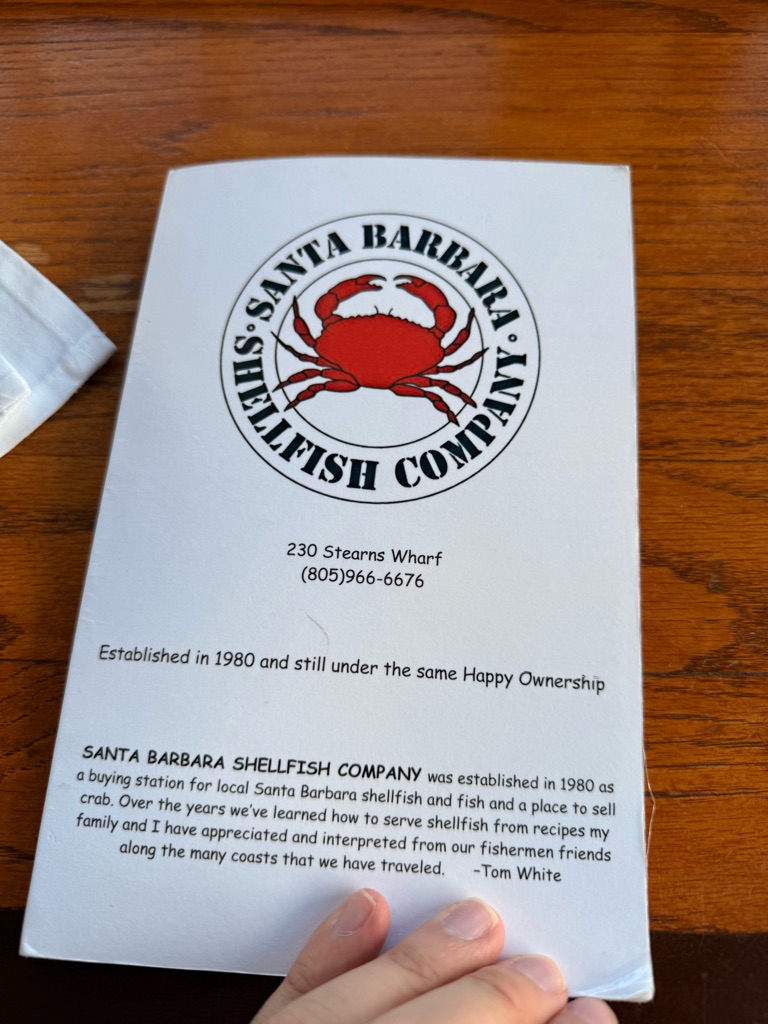 SANTA BARBARA
SHELLFISH COMPANY
230 Stearns Wharf
(805)966-6676
Established in 1980 and still under the same Happy Ownership
SANTA BARBARA SHELLFISH COMPANY was established in 1980 as
a buying station for local Santa Barbara shellfish and fish and a place to sell
crab. Over the years we've learned how to serve shellfish from recipes my
family and I have appreciated and interpreted from our fishermen friends
along the many coasts that we have traveled. -Tom White